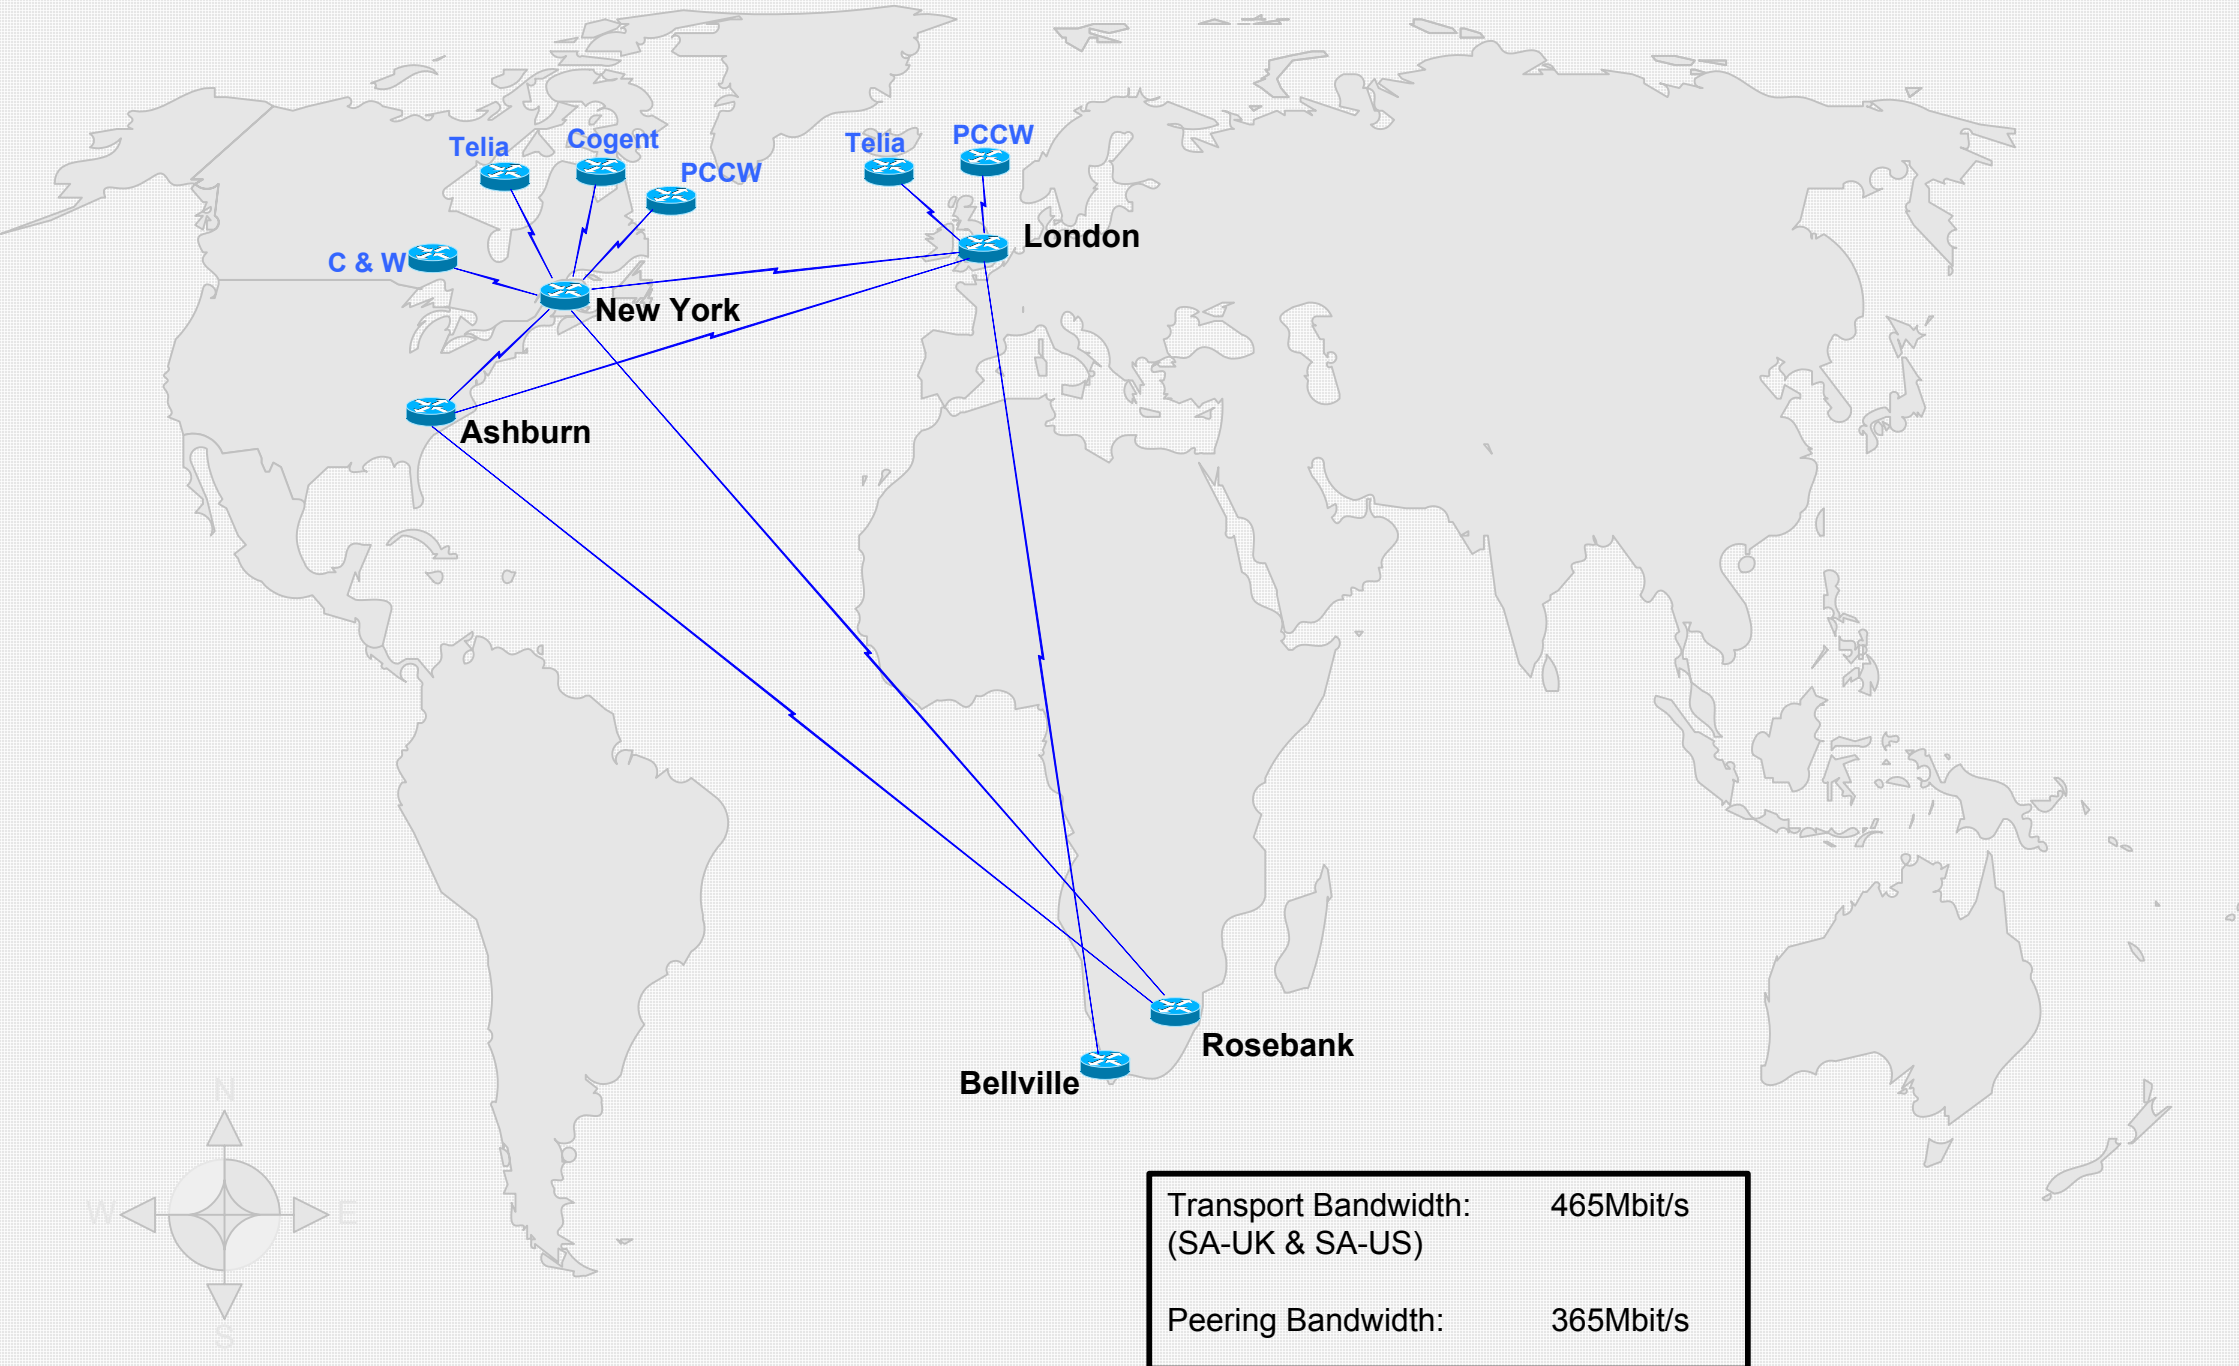 Telia
Cogent
PCCW
Telia
PCCW
C & W
London
New York
Ashburn
Rosebank
Bellville
N
W
E
S
Transport Bandwidth: 465Mbit/s
(SA-UK & SA-US)
Peering Bandwidth: 365Mbit/s